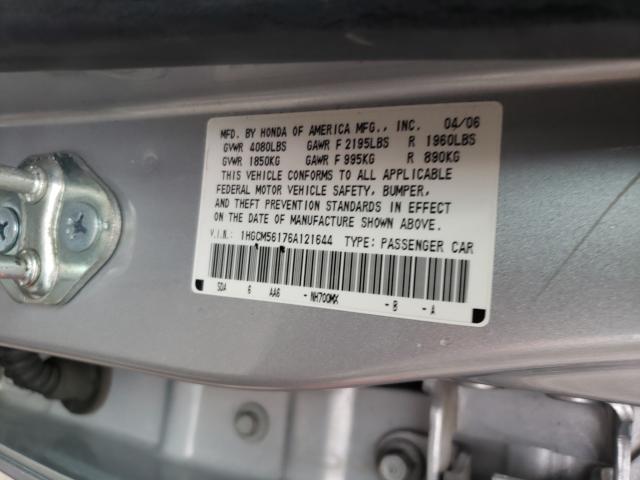 MFD. BY HONDA OF AMERICA MFG., INC. 04/06
GVWR 4080LBS GAWR F 2195LBS R 1960LBS
GVWR 1850KG GAWR F 995KG R 890KG
THIS VEHICLE CONFORMS TO ALL APPLICABLE
FEDERAL MOTOR VEHICLE SAFETY, BUMPER,
AND THEFT PREVENTION STANDARDS IN EFFECT
ON THE DATE OF MANUFACTURE SHOWN ABOVE.
V.I.N.: 1HGCM56176A121644 TYPE: PASSENGER CAR
SDA 6 AA6 -NH700MX -B -A